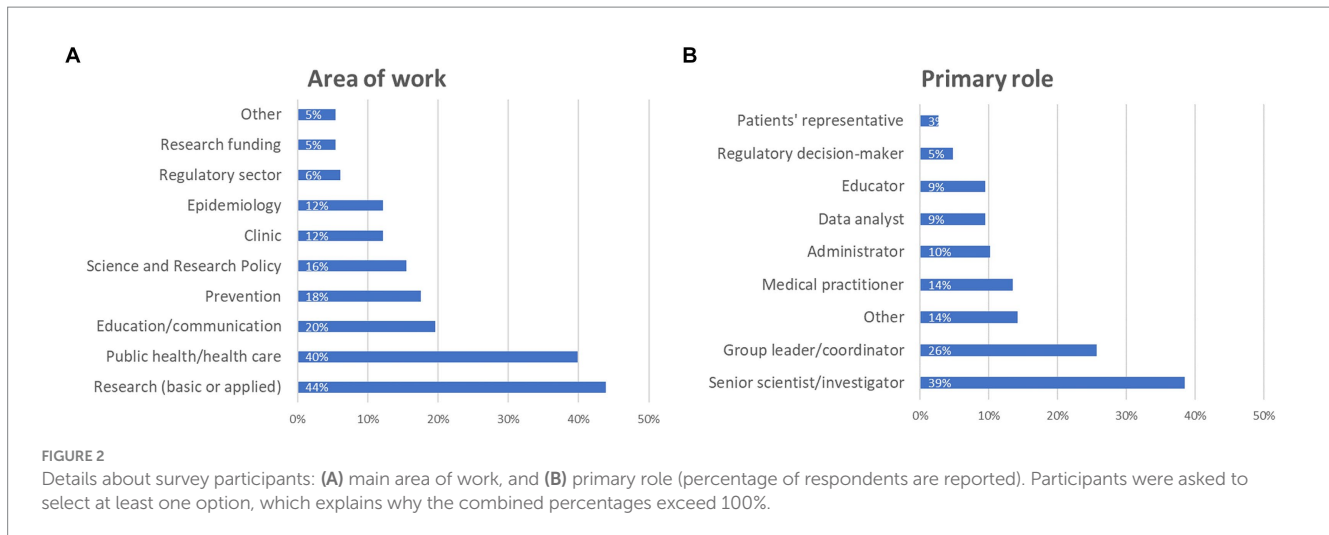 A
Area of work
Other 5%
Research funding 5%
Regulatory sector 6%
Epidemiology 12%
Clinic 12%
Science and Research Policy 16%
Prevention 18%
Education/communication 20%
Public health/health care 40%
Research (basic or applied) 44%
0% 10% 20% 30% 40% 50%
B
Primary role
Patients' representative 3%
Regulatory decision-maker 5%
Educator 9%
Data analyst 9%
Administrator 10%
Medical practitioner 14%
Other 14%
Group leader/coordinator 26%
Senior scientist/investigator 39%
0% 10% 20% 30% 40% 50%
FIGURE 2
Details about survey participants: (A) main area of work, and (B) primary role (percentage of respondents are reported). Participants were asked to
select at least one option, which explains why the combined percentages exceed 100%.